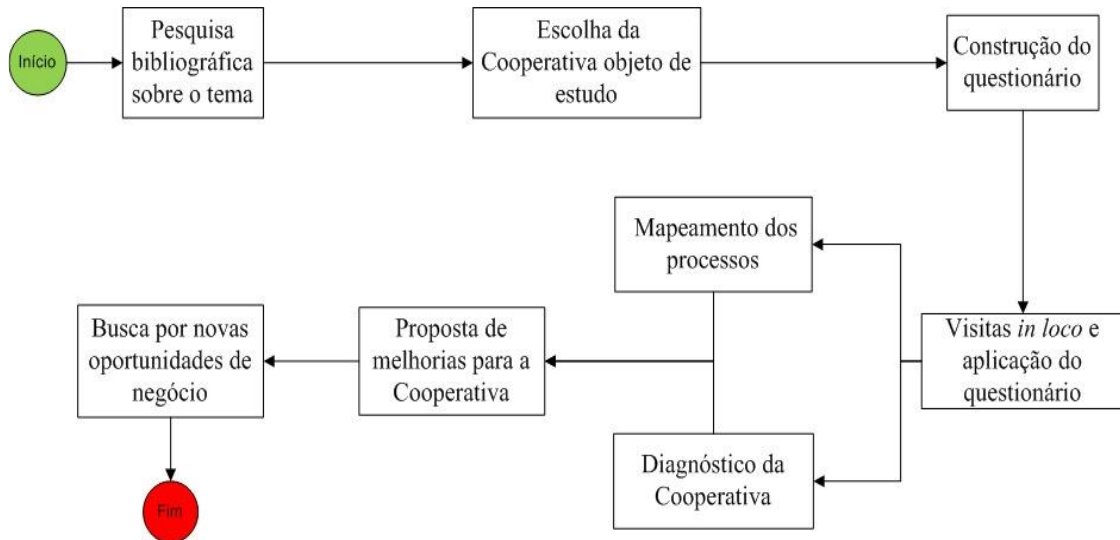 Início
Pesquisa
bibliográfica
sobre o tema
Escolha da
Cooperativa objeto de
estudo
Construção do
questionário
Visitas in loco e
aplicação do
questionário
Mapeamento dos
processos
Diagnóstico da
Cooperativa
Proposta de
melhorias para a
Cooperativa
Busca por novas
oportunidades de
negócio
Fim